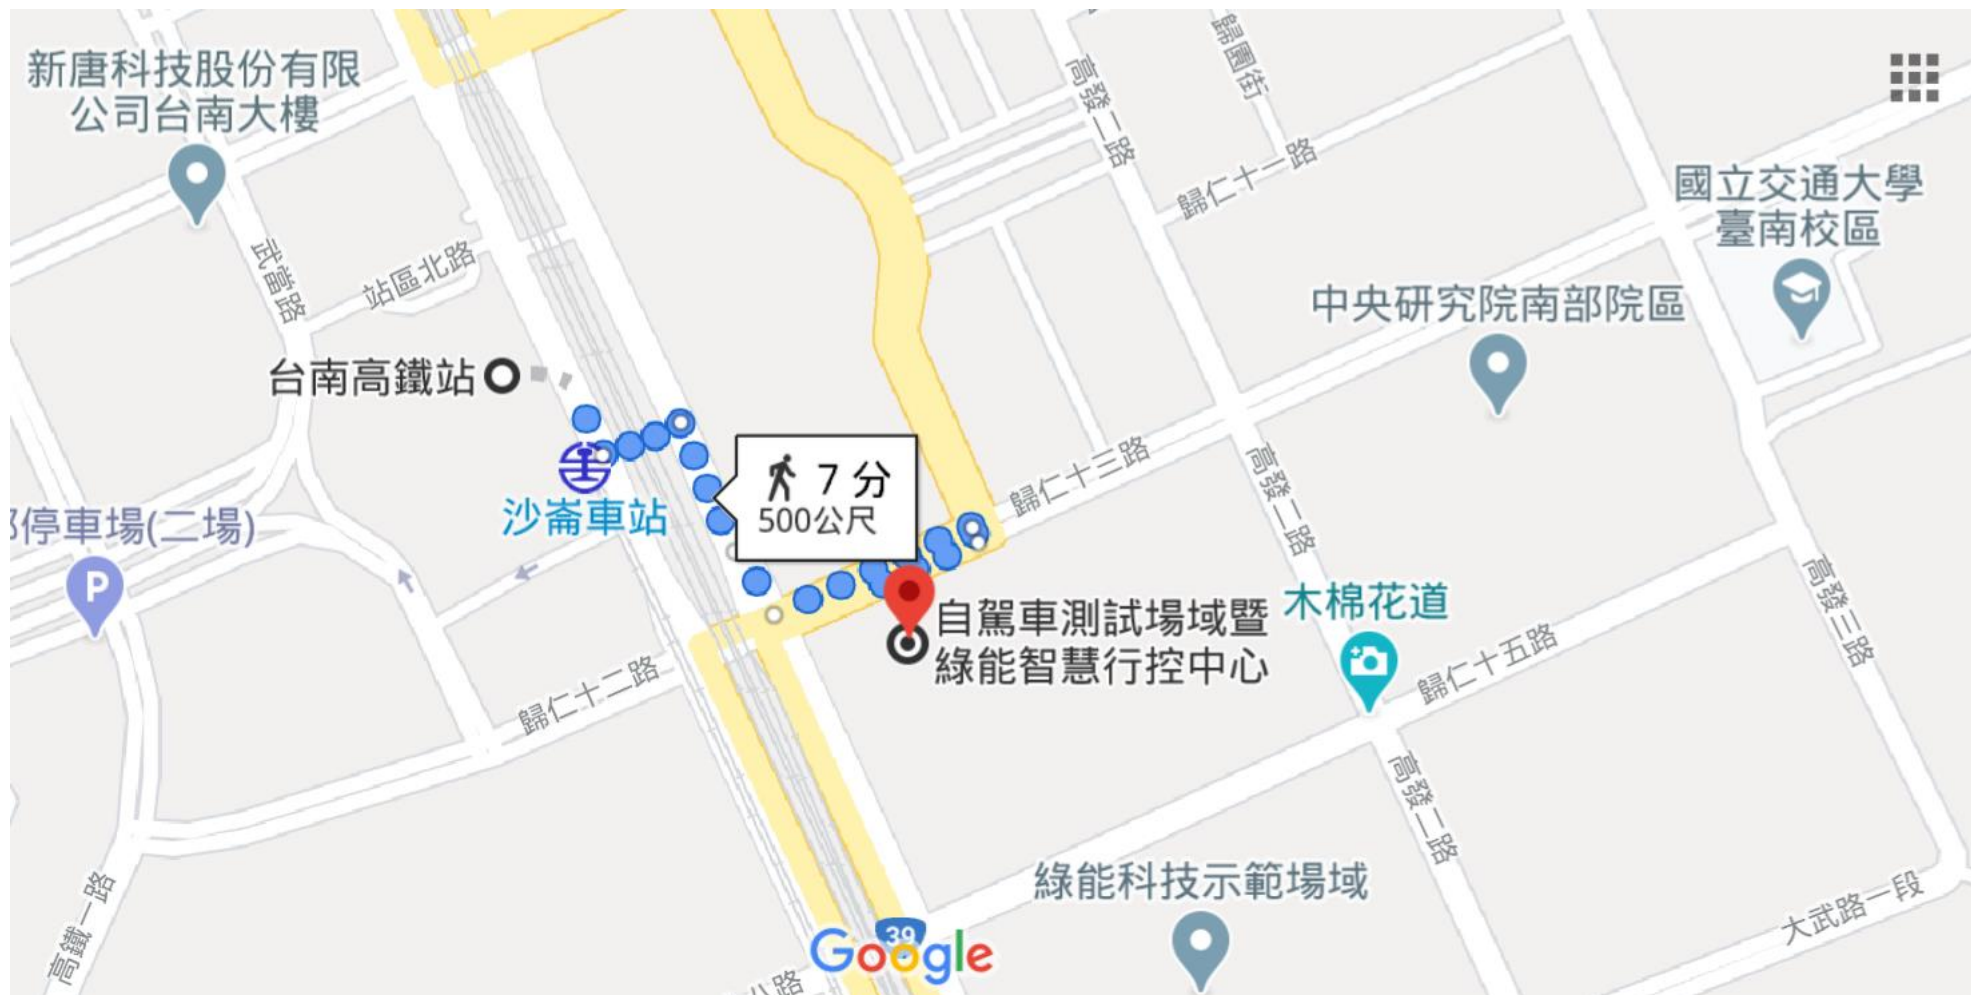 新唐科技股份有限
公司台南大樓
歸園街
高發二路
歸仁十一路
國立交通大學
臺南校區
武當路
站區北路
中央研究院南部院區
台南高鐵站
7 分
500公尺
歸仁十三路
高發二路
沙崙車站
停車場(二場)
P
自駕車測試場域暨
綠能智慧行控中心
木棉花道
高發三路
歸仁十五路
歸仁十二路
高發二路
綠能科技示範場域
高鐵一路
大武路一段
39
Google
路